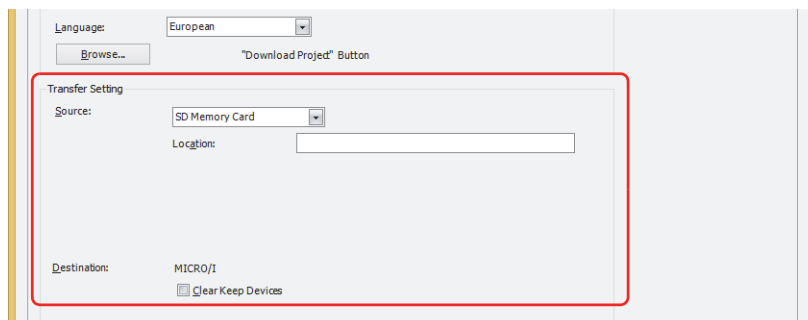 Language: European
Browse... "Download Project" Button
Transfer Setting
Source: SD Memory Card
Location:
Destination: MICRO/I
Clear Keep Devices